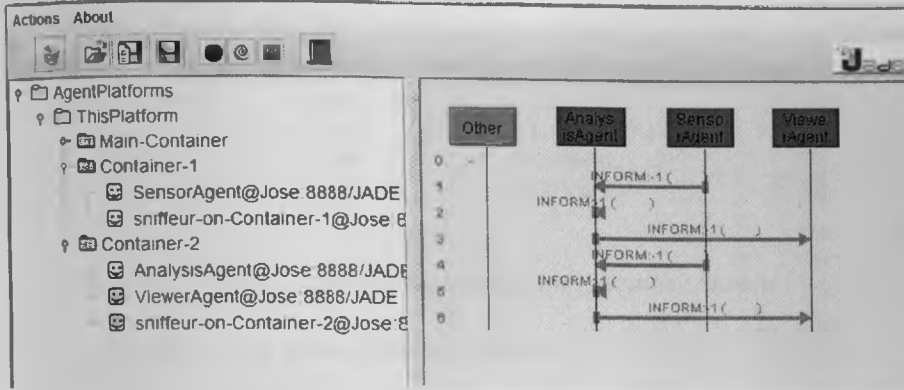 Actions About
Jade
AgentPlatforms
ThisPlatform
Main-Container
Container-1
SensorAgent@Jose:8888/JADE
sniffeur-on-Container-1@Jose:8
Container-2
AnalysisAgent@Jose:8888/JADE
ViewerAgent@Jose:8888/JADE
sniffeur-on-Container-2@Jose:8
Other
Analys
isAgent
Senso
rAgent
Viewe
rAgent
0
1
INFORM:-1 (
2
INFORM:-1 ( )
3
INFORM:-1 ( )
4
INFORM:-1 (
5
INFORM:-1 ( )
6
INFORM:-1 ( )